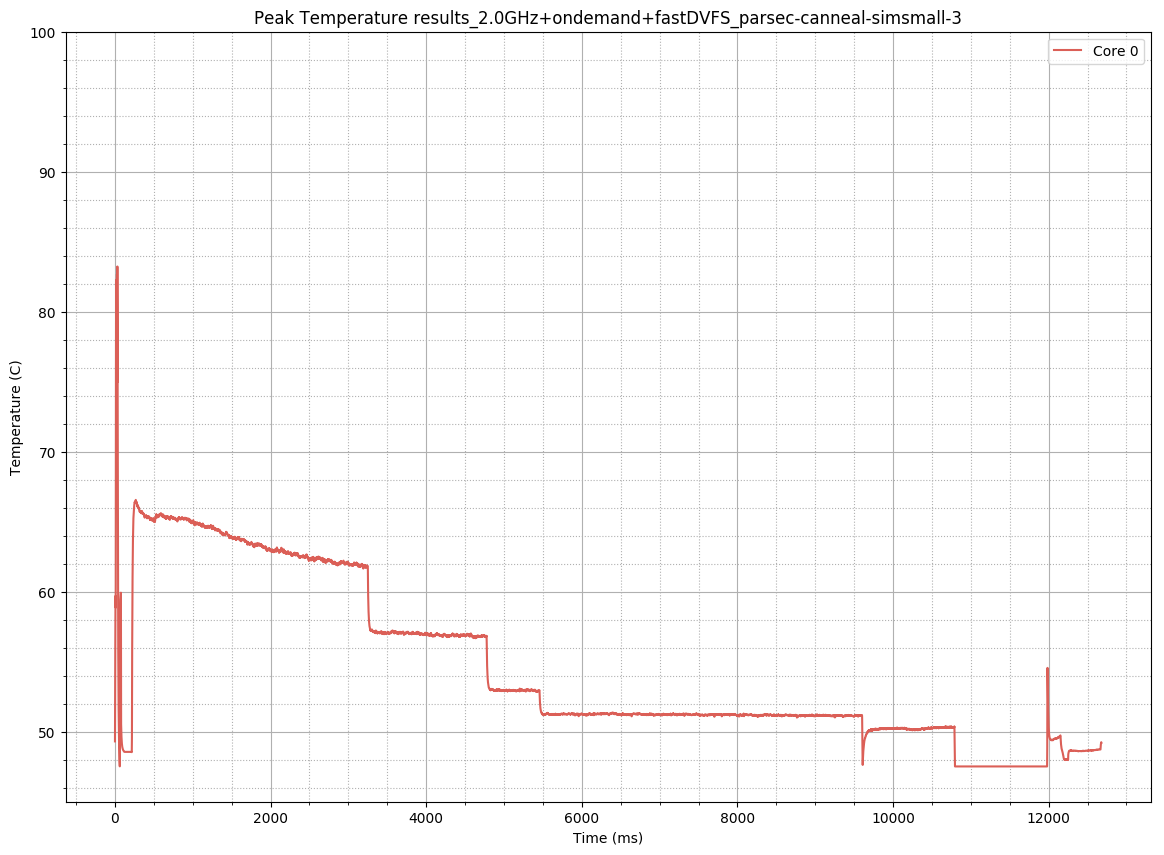 Peak Temperature results_2.0GHz+ondemand+fastDVFS_parsec-canneal-simsmall-3
Core 0
Temperature (C)
100
90
80
70
60
50
0 2000 4000 6000 8000 10000 12000
Time (ms)